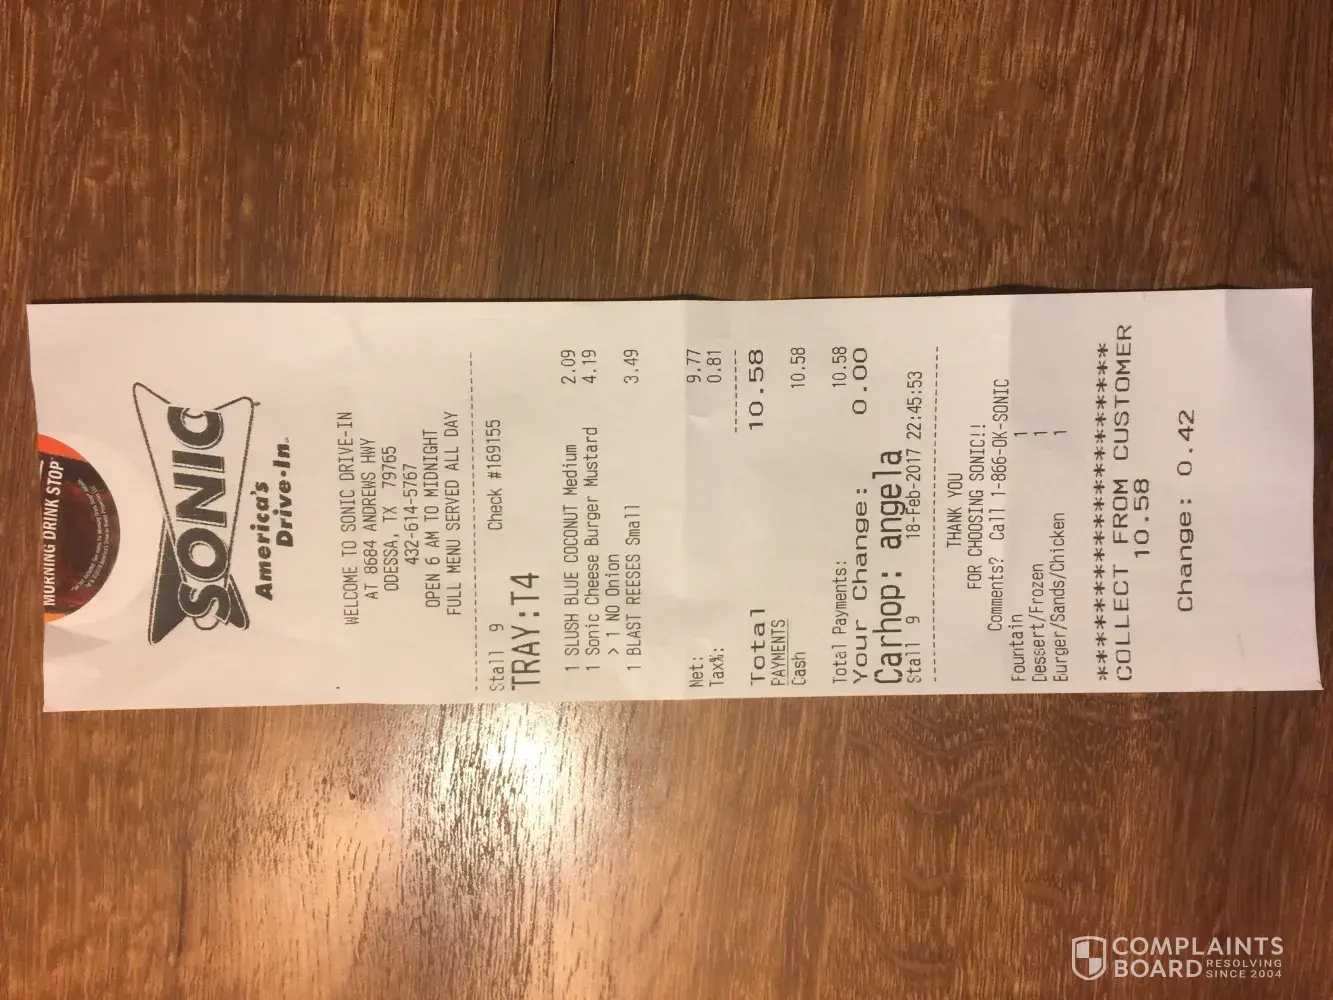 MORNING DRINK STOP
SONIC
America's
Drive-In
WELCOME TO SONIC DRIVE-IN
AT 8684 ANDREWS HWY
ODESSA, TX 79765
432-614-5767
OPEN 6 AM TO MIDNIGHT
FULL MENU SERVED ALL DAY
Stall 9 Check #169155
TRAY:T4
1 SLUSH BLUE COCONUT Medium 2.09
1 Sonic Cheese Burger Mustard 4.19
> 1 NO Onion
1 BLAST REESES Small 3.49
Net: 9.77
Tax%: 0.81
Total 10.58
PAYMENTS
Cash 10.58
Total Payments: 10.58
Your Change: 0.00
Carhop: angela
Stall 9 18-Feb-2017 22:45:53
THANK YOU
FOR CHOOSING SONIC!!
Comments? Call 1-866-OK-SONIC
Fountain 1
Dessert/Frozen 1
Burger/Sands/Chicken 1
****************************
COLLECT FROM CUSTOMER
10.58
Change: 0.42
COMPLAINTS
BOARD RESOLVING
SINCE 2004